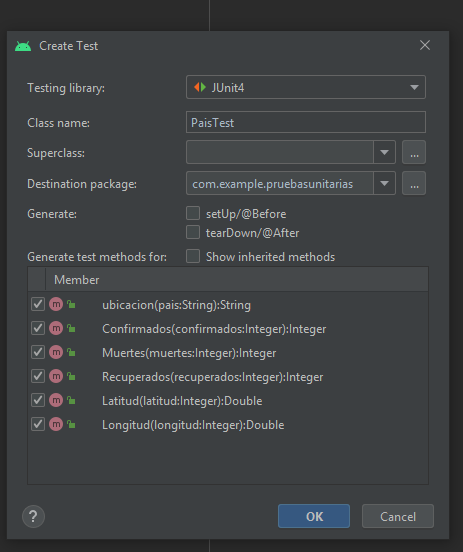 Create Test
Testing library: JUnit4
Class name: PaisTest
Superclass: ...
Destination package: com.example.pruebasunitarias ...
Generate: setUp/@Before
tearDown/@After
Generate test methods for: Show inherited methods
Member
m ubicacion(pais:String):String
m Confirmados(confirmados:Integer):Integer
m Muertes(muertes:Integer):Integer
m Recuperados(recuperados:Integer):Integer
m Latitud(latitud:Integer):Double
m Longitud(longitud:Integer):Double
? OK Cancel